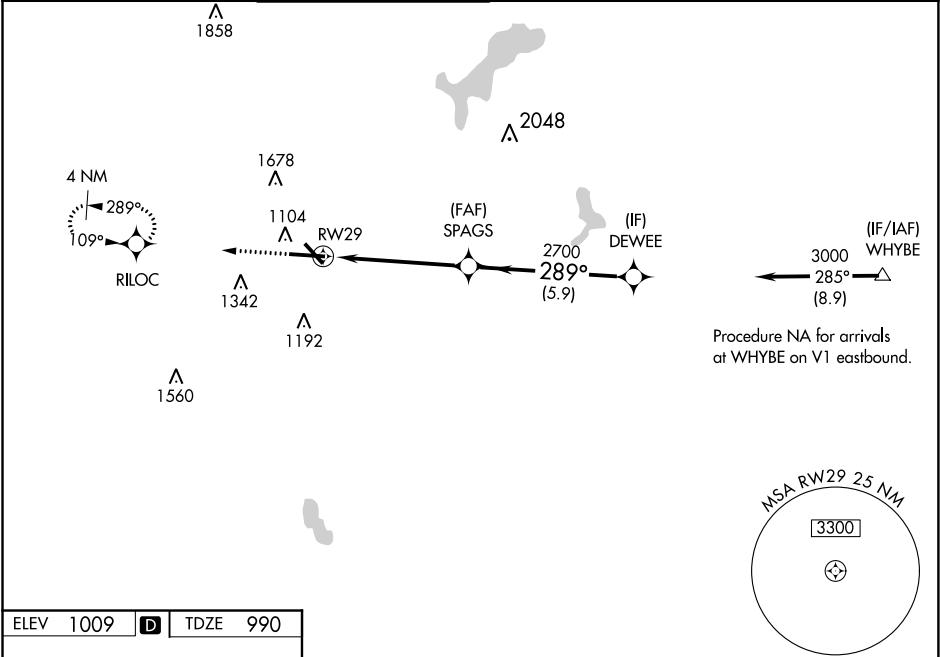 1858
2048
1678
4 NM
289°
109°
RILOC
1104
RW29
1342
1192
1560
(FAF)
SPAGS
(IF)
DEWEE
2700
289°
(5.9)
(IF/IAF)
WHYBE
3000
285°
(8.9)
Procedure NA for arrivals
at WHYBE on V1 eastbound.
MSA RW29 25 NM
3300
ELEV 1009 D TDZE 990